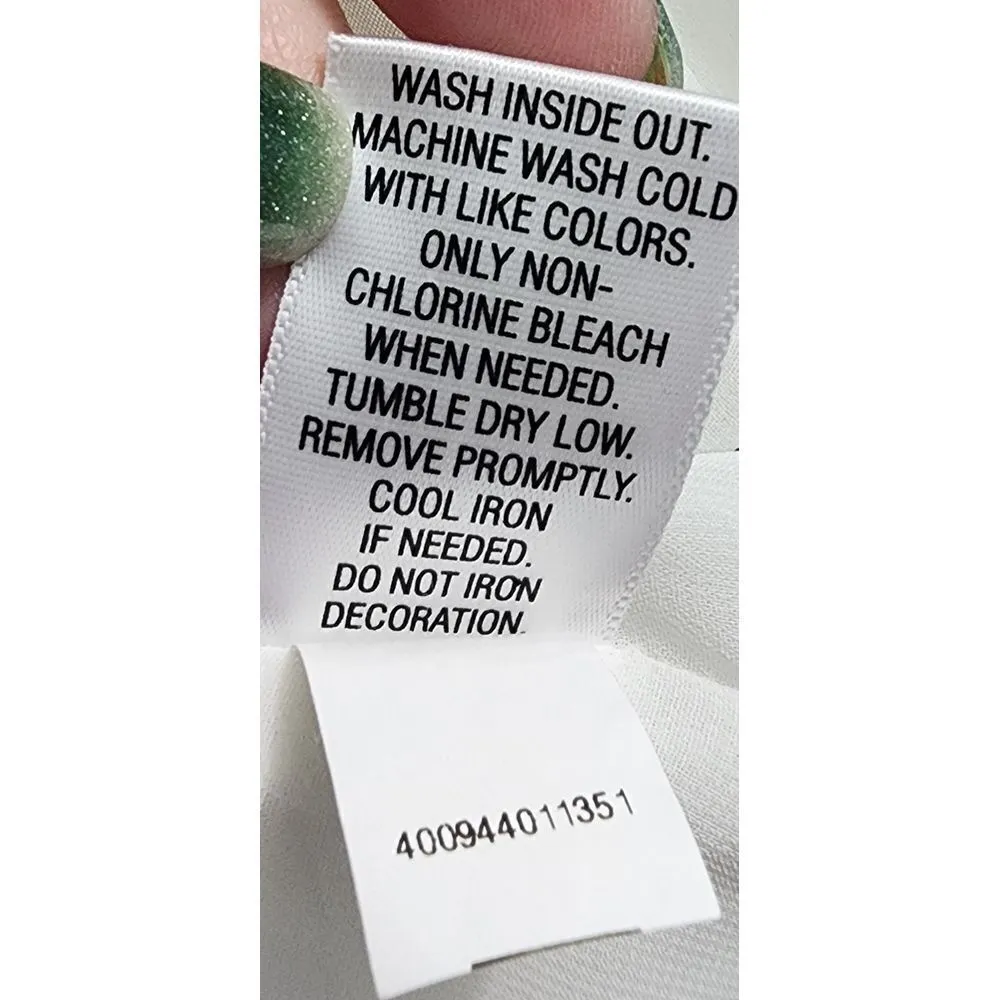 WASH INSIDE OUT.
MACHINE WASH COLD
WITH LIKE COLORS.
ONLY NON-
CHLORINE BLEACH
WHEN NEEDED.
TUMBLE DRY LOW.
REMOVE PROMPTLY.
COOL IRON
IF NEEDED.
DO NOT IRON
DECORATION.
400944011351